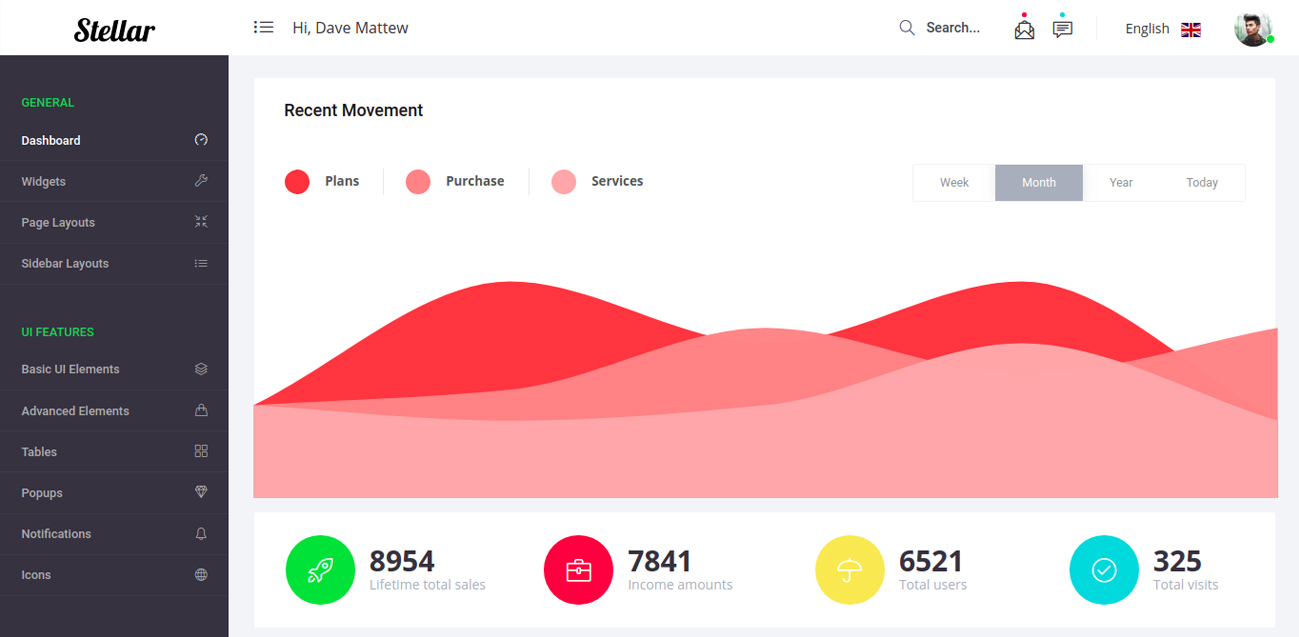 Stellar
Hi, Dave Mattew
Search...
English
GENERAL
Dashboard
Widgets
Page Layouts
Sidebar Layouts
UI FEATURES
Basic UI Elements
Advanced Elements
Tables
Popups
Notifications
Icons
Recent Movement
Plans
Purchase
Services
Week
Month
Year
Today
8954
Lifetime total sales
7841
Income amounts
6521
Total users
325
Total visits